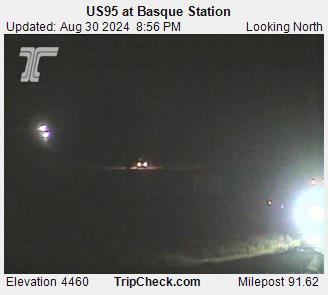 US95 at Basque Station
Updated: Aug 30 2024 8:56 PM Looking North
Elevation 4460 TripCheck.com Milepost 91.62